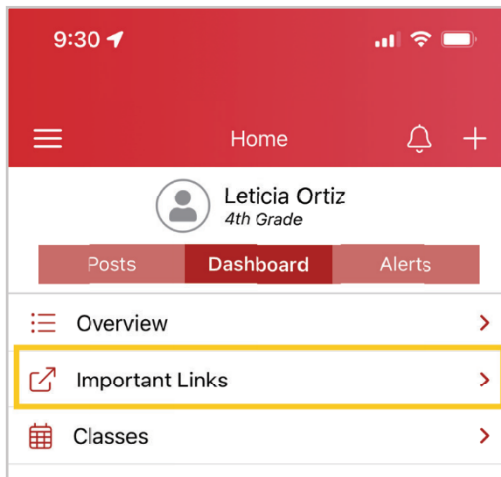 9:30
Home
Leticia Ortiz
4th Grade
Posts Dashboard Alerts
Overview
Important Links
Classes